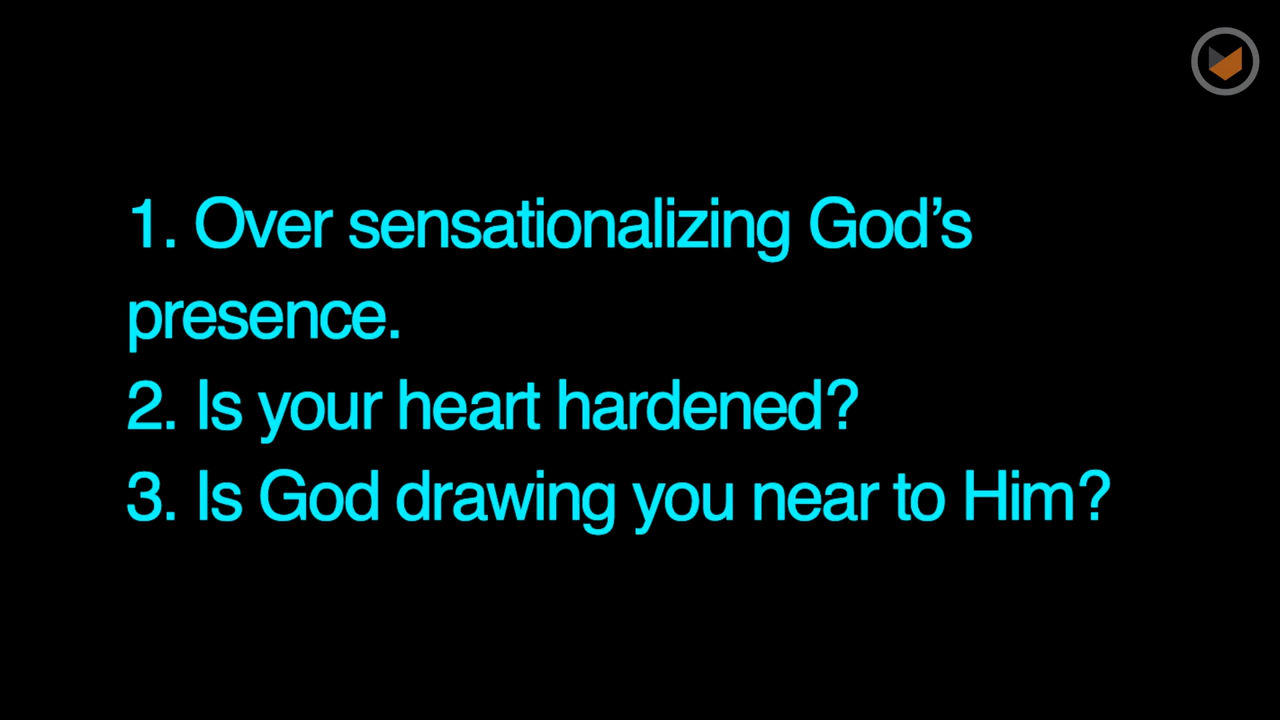 1. Over sensationalizing God’s
presence.
2. Is your heart hardened?
3. Is God drawing you near to Him?